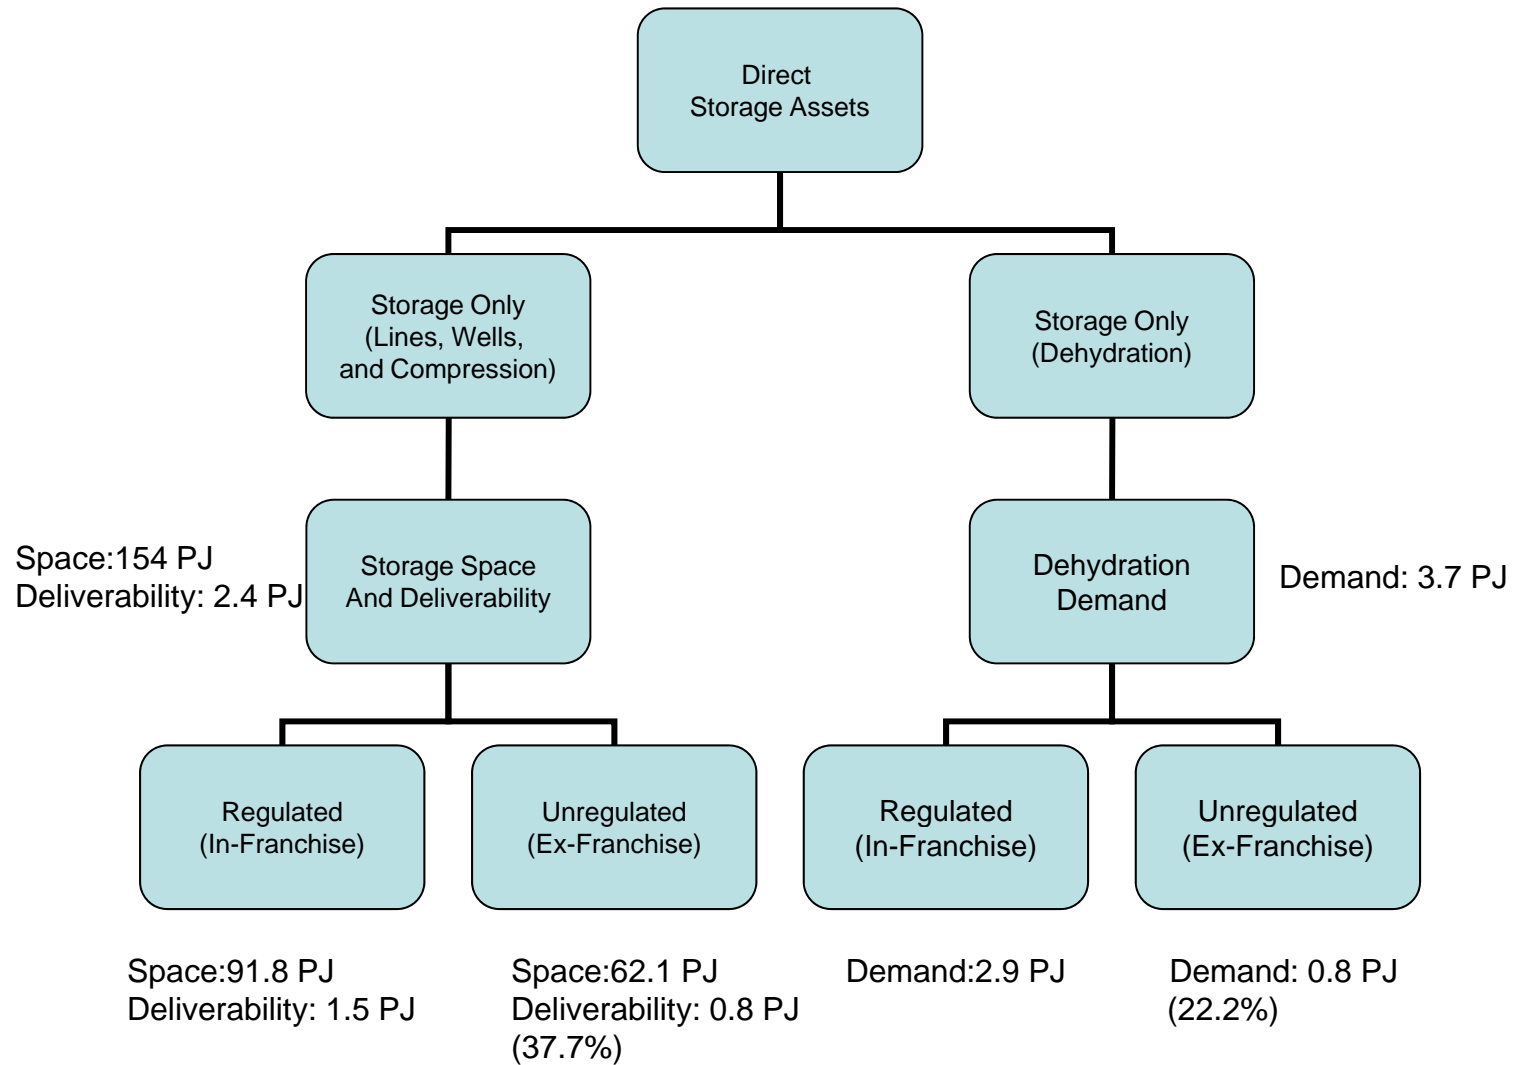 Direct
Storage Assets
Storage Only
(Lines, Wells,
and Compression)
Storage Only
(Dehydration)
Space:154 PJ
Deliverability: 2.4 PJ
Storage Space
And Deliverability
Dehydration
Demand
Demand: 3.7 PJ
Regulated
(In-Franchise)
Unregulated
(Ex-Franchise)
Regulated
(In-Franchise)
Unregulated
(Ex-Franchise)
Space:91.8 PJ
Deliverability: 1.5 PJ
Space:62.1 PJ
Deliverability: 0.8 PJ
(37.7%)
Demand:2.9 PJ
Demand: 0.8 PJ
(22.2%)